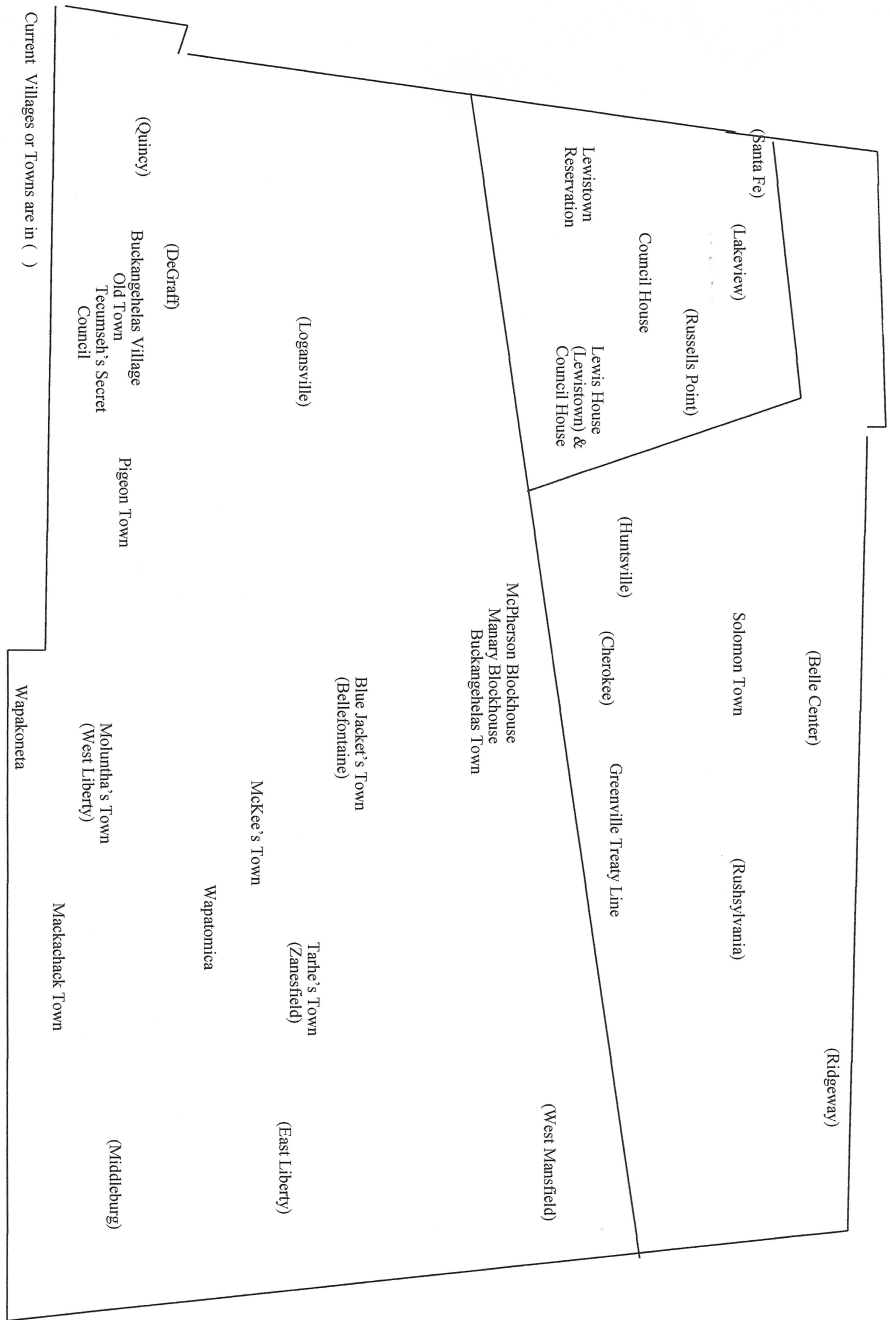 (Ridgeway)
(Belle Center)
(Santa Fe)
(Lakeview)
Solomon Town
(Rushsylvania)
(Russells Point)
Council House
(Huntsville)
(Cherokee)
Greenville Treaty Line
Lewistown
Reservation
Lewis House
(Lewistown) &
Council House
(West Mansfield)
McPherson Blockhouse
Manary Blockhouse
Buckangehelas Town
Blue Jacket's Town
(Bellefontaine)
(Logansville)
Tarhe's Town
(Zanesfield)
(East Liberty)
McKee's Town
Wapatomica
(DeGraff)
(Quincy)
Buckangehelas Village
Old Town
Tecumseh's Secret
Council
Pigeon Town
Moluntha's Town
(West Liberty)
(Middleburg)
Mackachack Town
Wapakoneta
Current Villages or Towns are in ( )